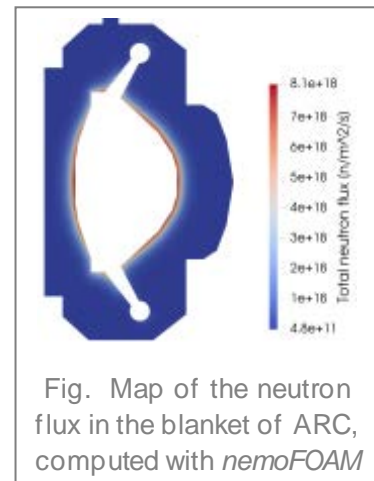 8.1e+18
7e+18
6e+18
5e+18
4e+18
3e+18
2e+18
1e+18
4.8e+11
Total neutron flux (n/m^2/s)
Fig. Map of the neutron
flux in the blanket of ARC,
computed with nemoFOAM